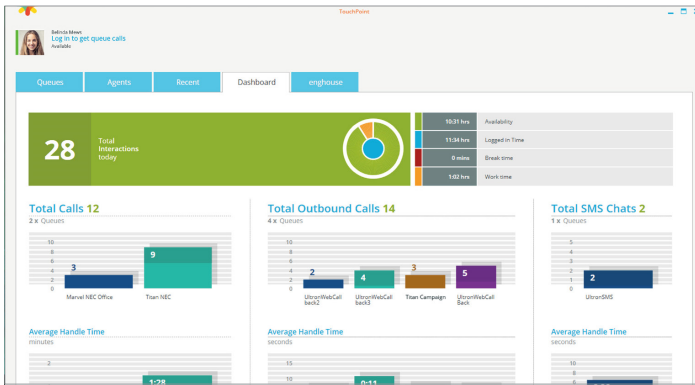 TouchPoint
Belinda Mews
Log in to get queue calls
Available
Queues
Agents
Recent
Dashboard
enghouse
28
Total
Interactions
today
10:31 hrs Availability
11:34 hrs Logged in Time
0 mins Break time
1:02 hrs Work time
Total Calls 12
2 x Queues
10
8
6
4
2
0
3
9
Marvel NEC Office
Titan NEC
Total Outbound Calls 14
4 x Queues
10
8
6
4
2
0
2
4
3
5
UltronWebCall
back2
UltronWebCall
back3
Titan Campaign
UltronWebCall
Back
Total SMS Chats 2
1 x Queues
5
4
3
2
1
0
2
UltronSMS
Average Handle Time
minutes
2
1:28
Average Handle Time
seconds
15
10
0:11
Average Handle Time
seconds
10
8